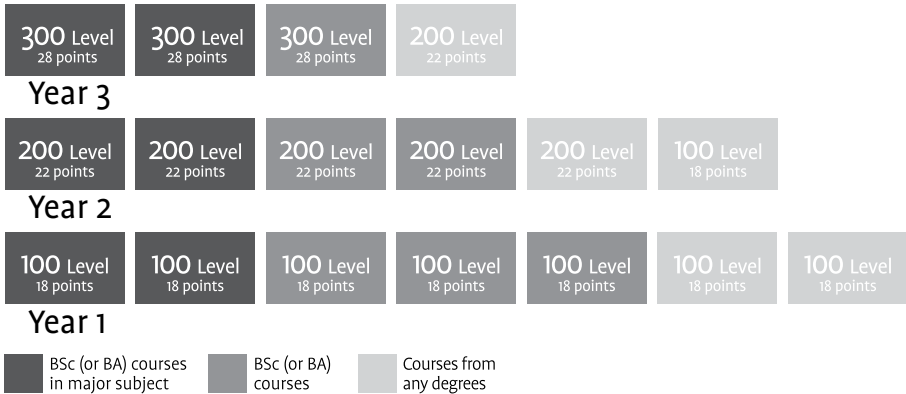 300 Level 300 Level 300 Level 200 Level
28 points 28 points 28 points 22 points
Year 3
200 Level 200 Level 200 Level 200 Level 200 Level 100 Level
22 points 22 points 22 points 22 points 22 points 18 points
Year 2
100 Level 100 Level 100 Level 100 Level 100 Level 100 Level 100 Level
18 points 18 points 18 points 18 points 18 points 18 points 18 points
Year 1
BSc (or BA) courses
in major subject
BSc (or BA)
courses
Courses from
any degrees